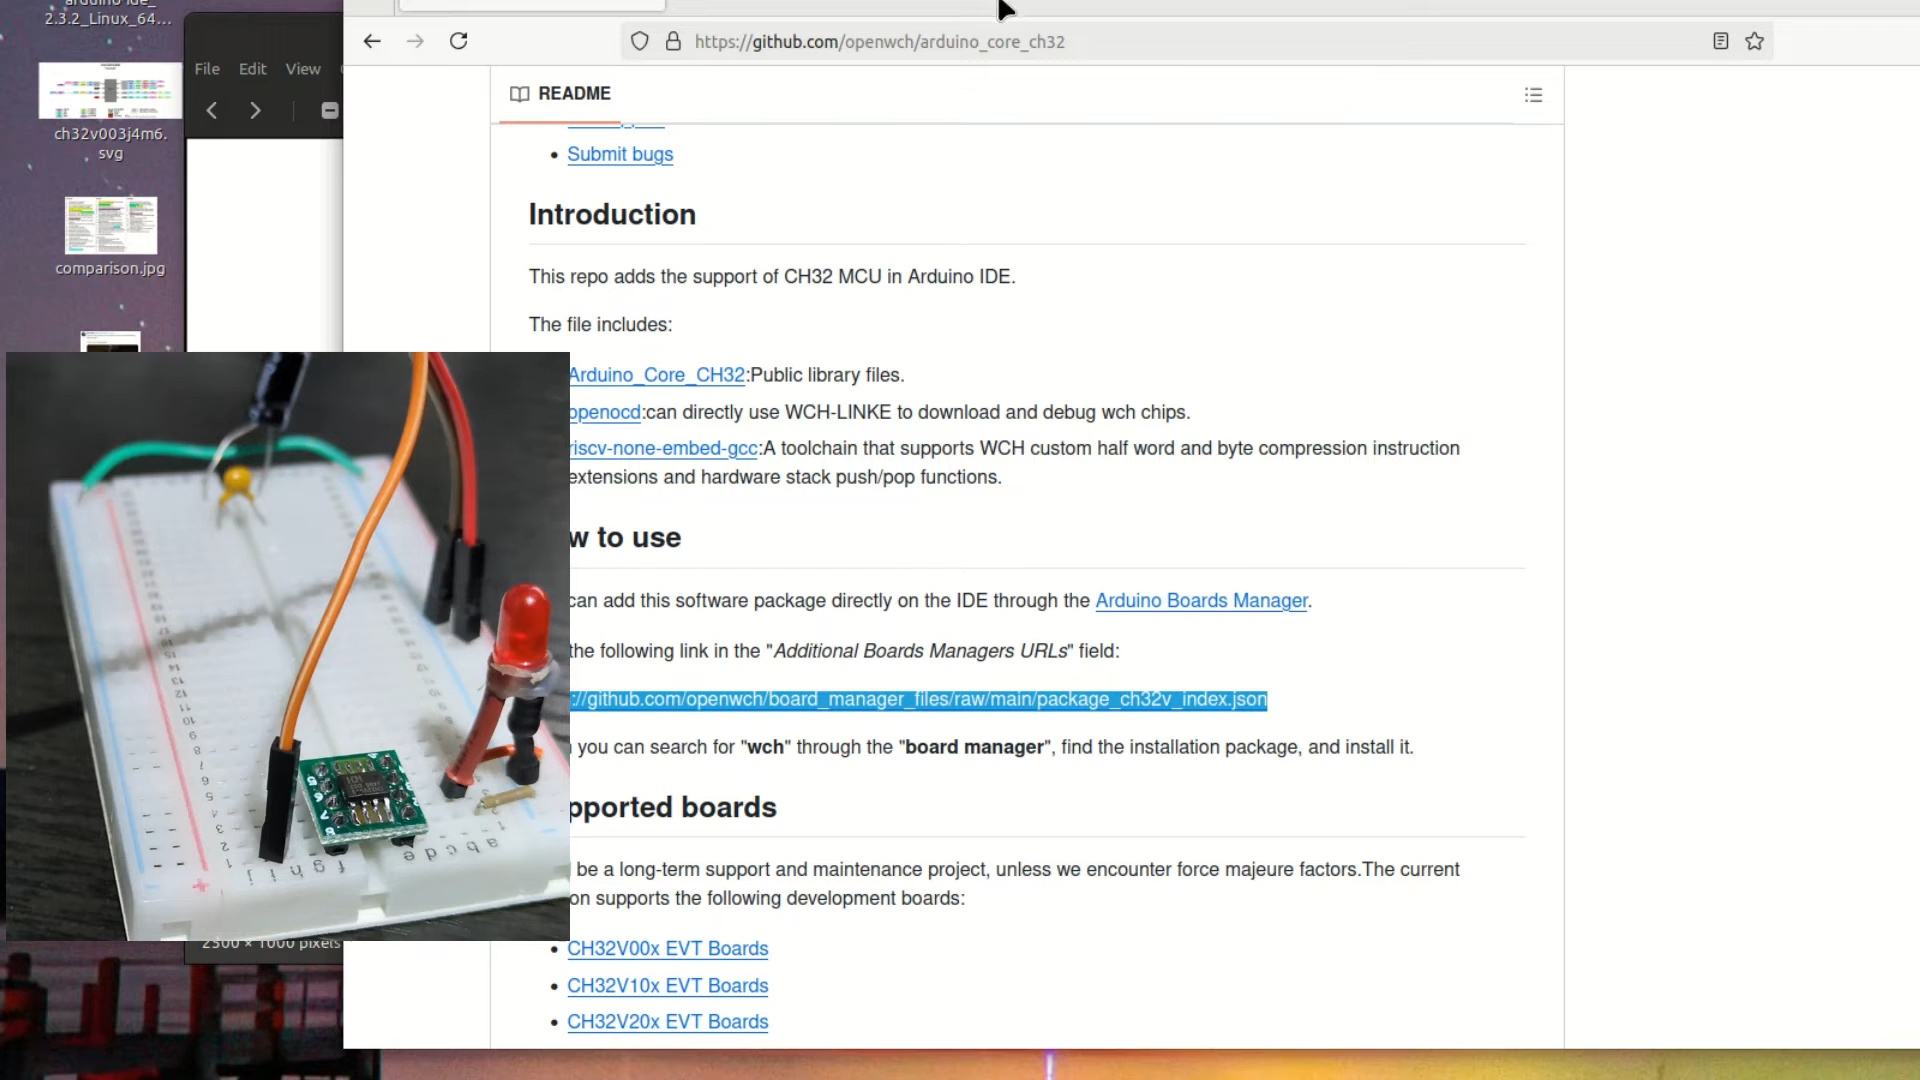 2.3.2_Linux_64...
File Edit View
ch32v003j4m6.
svg
comparison.jpg
https://github.com/openwch/arduino_core_ch32
README
Submit bugs
Introduction
This repo adds the support of CH32 MCU in Arduino IDE.
The file includes:
Arduino_Core_CH32:Public library files.
openocd:can directly use WCH-LINKE to download and debug wch chips.
riscv-none-embed-gcc:A toolchain that supports WCH custom half word and byte compression instruction
extensions and hardware stack push/pop functions.
w to use
can add this software package directly on the IDE through the Arduino Boards Manager.
the following link in the "Additional Boards Managers URLs" field:
://github.com/openwch/board_manager_files/raw/main/package_ch32v_index.json
you can search for "wch" through the "board manager", find the installation package, and install it.
pported boards
be a long-term support and maintenance project, unless we encounter force majeure factors.The current
on supports the following development boards:
CH32V00x EVT Boards
CH32V10x EVT Boards
CH32V20x EVT Boards
2500 × 1000 pixels